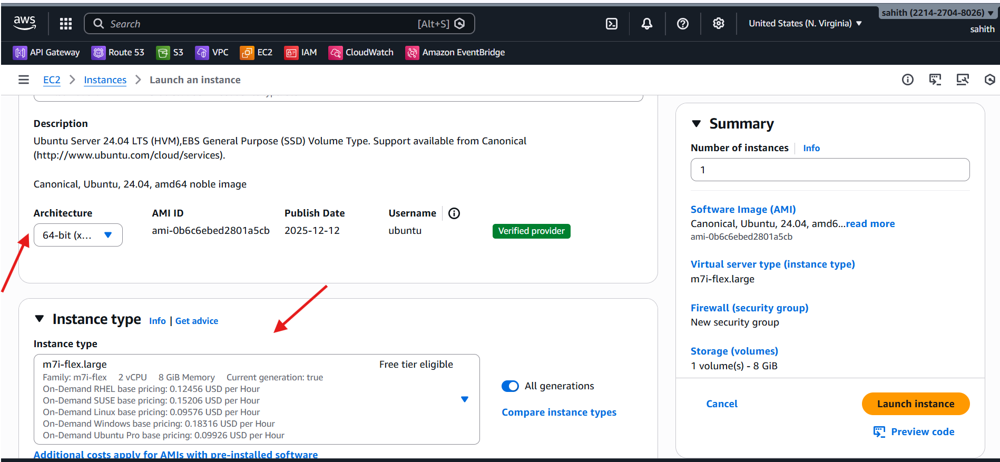 aws
Search [Alt+S]
United States (N. Virginia)
sahith (2214-2704-8026)
sahith
API Gateway Route 53 S3 VPC EC2 IAM CloudWatch Amazon EventBridge
EC2 Instances Launch an instance
Description
Ubuntu Server 24.04 LTS (HVM),EBS General Purpose (SSD) Volume Type. Support available from Canonical
(http://www.ubuntu.com/cloud/services).
Canonical, Ubuntu, 24.04, amd64 noble image
Architecture AMI ID Publish Date Username
64-bit (x... ami-0b6c6ebed2801a5cb 2025-12-12 ubuntu Verified provider
Instance type Info | Get advice
Instance type
m7i-flex.large Free tier eligible
Family: m7i-flex 2 vCPU 8 GiB Memory Current generation: true
On-Demand RHEL base pricing: 0.12456 USD per Hour
On-Demand SUSE base pricing: 0.15206 USD per Hour
On-Demand Linux base pricing: 0.09576 USD per Hour
On-Demand Windows base pricing: 0.18316 USD per Hour
On-Demand Ubuntu Pro base pricing: 0.09926 USD per Hour
All generations
Compare instance types
Additional costs apply for AMIs with pre-installed software
Summary
Number of instances Info
1
Software Image (AMI)
Canonical, Ubuntu, 24.04, amd6...read more
ami-0b6c6ebed2801a5cb
Virtual server type (instance type)
m7i-flex.large
Firewall (security group)
New security group
Storage (volumes)
1 volume(s) - 8 GiB
Cancel
Launch instance
Preview code